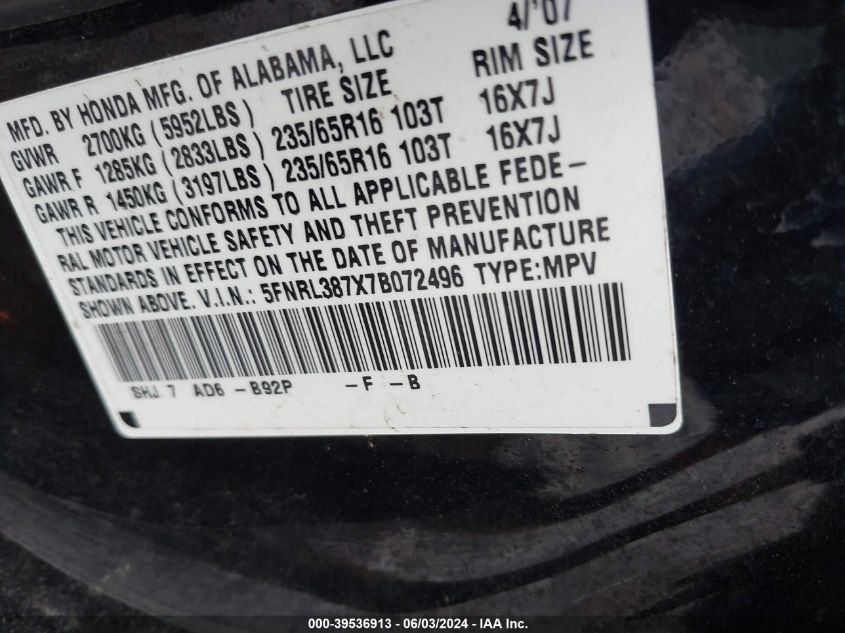 MFD. BY HONDA MFG. OF ALABAMA, LLC 4/'07
GVWR 2700KG (5952LBS) TIRE SIZE RIM SIZE
GAWR F 1285KG (2833LBS) 235/65R16 103T 16X7J
GAWR R 1450KG (3197LBS) 235/65R16 103T 16X7J
THIS VEHICLE CONFORMS TO ALL APPLICABLE FEDE-
RAL MOTOR VEHICLE SAFETY AND THEFT PREVENTION
STANDARDS IN EFFECT ON THE DATE OF MANUFACTURE
SHOWN ABOVE. V.I.N.: 5FNRL387X7B072496 TYPE:MPV
SHJ 7 AD6 -B92P -F -B
000-39536913 - 06/03/2024 - IAA Inc.